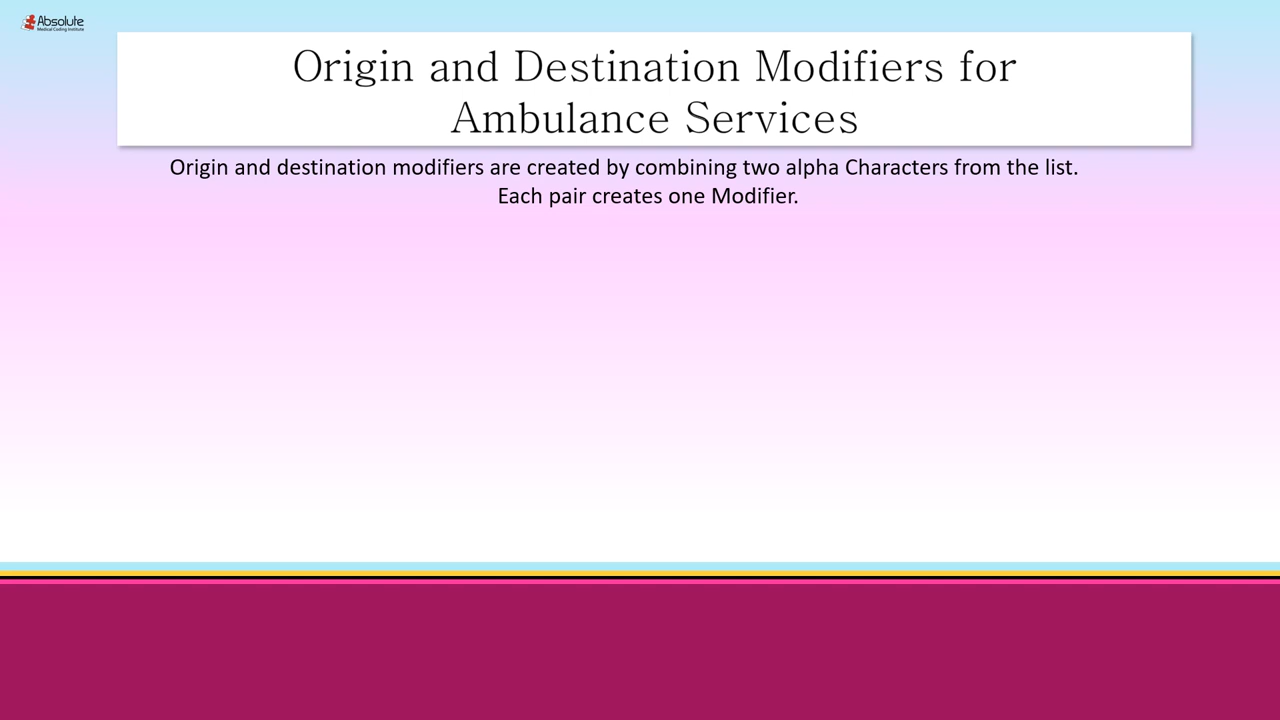 Absolute
Medical Coding Institute
Origin and Destination Modifiers for
Ambulance Services
Origin and destination modifiers are created by combining two alpha Characters from the list.
Each pair creates one Modifier.